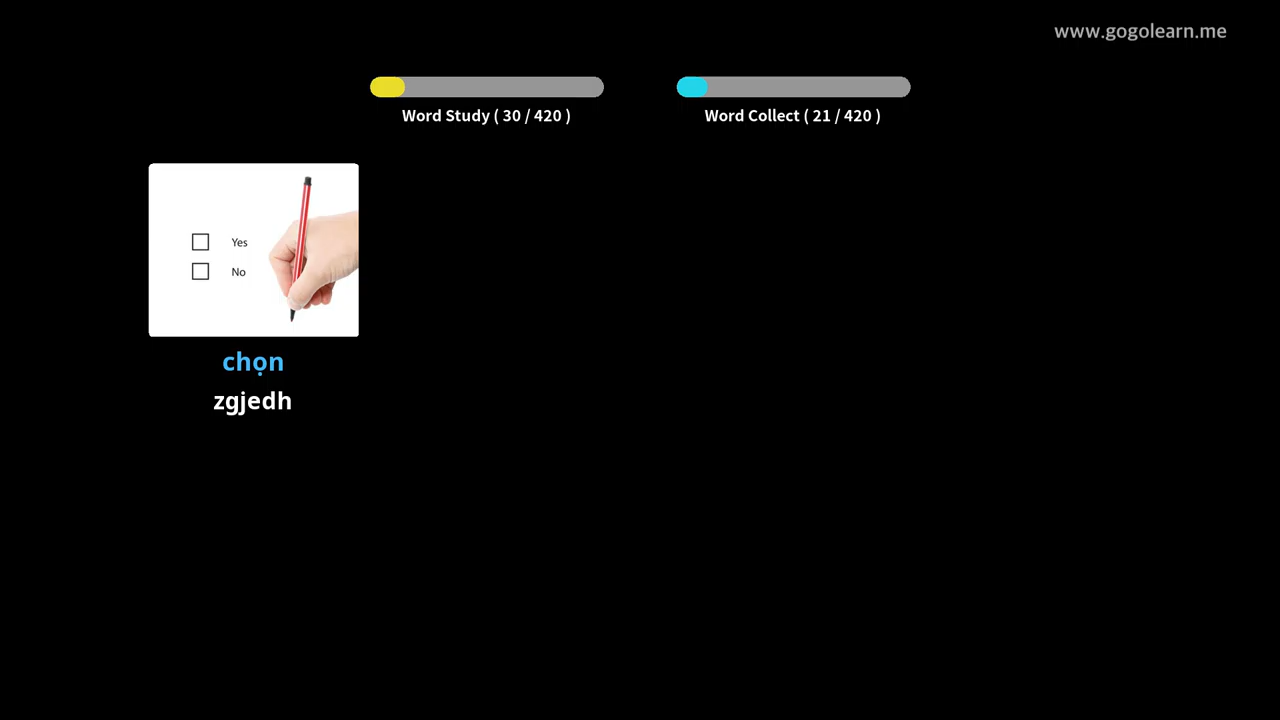 www.gogolearn.me
Word Study ( 30 / 420 )
Word Collect ( 21 / 420 )
Yes
No
chọn
zgjedh